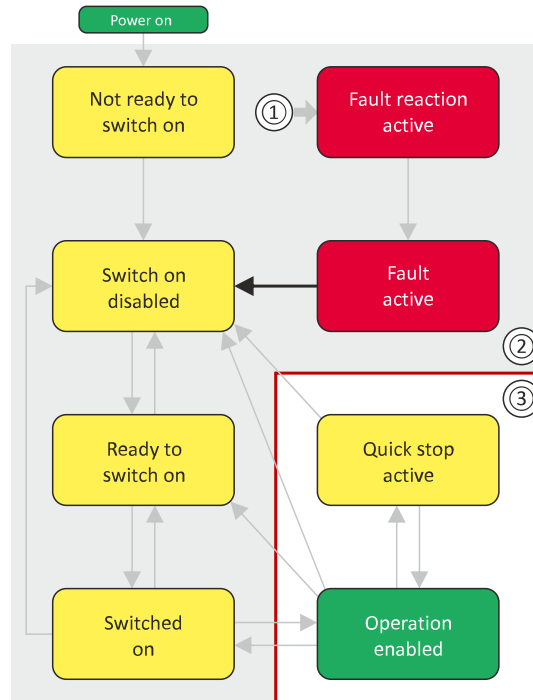 Power on
Not ready to
switch on
①
Fault reaction
active
Switch on
disabled
Fault
active
②
③
Ready to
switch on
Quick stop
active
Switched
on
Operation
enabled